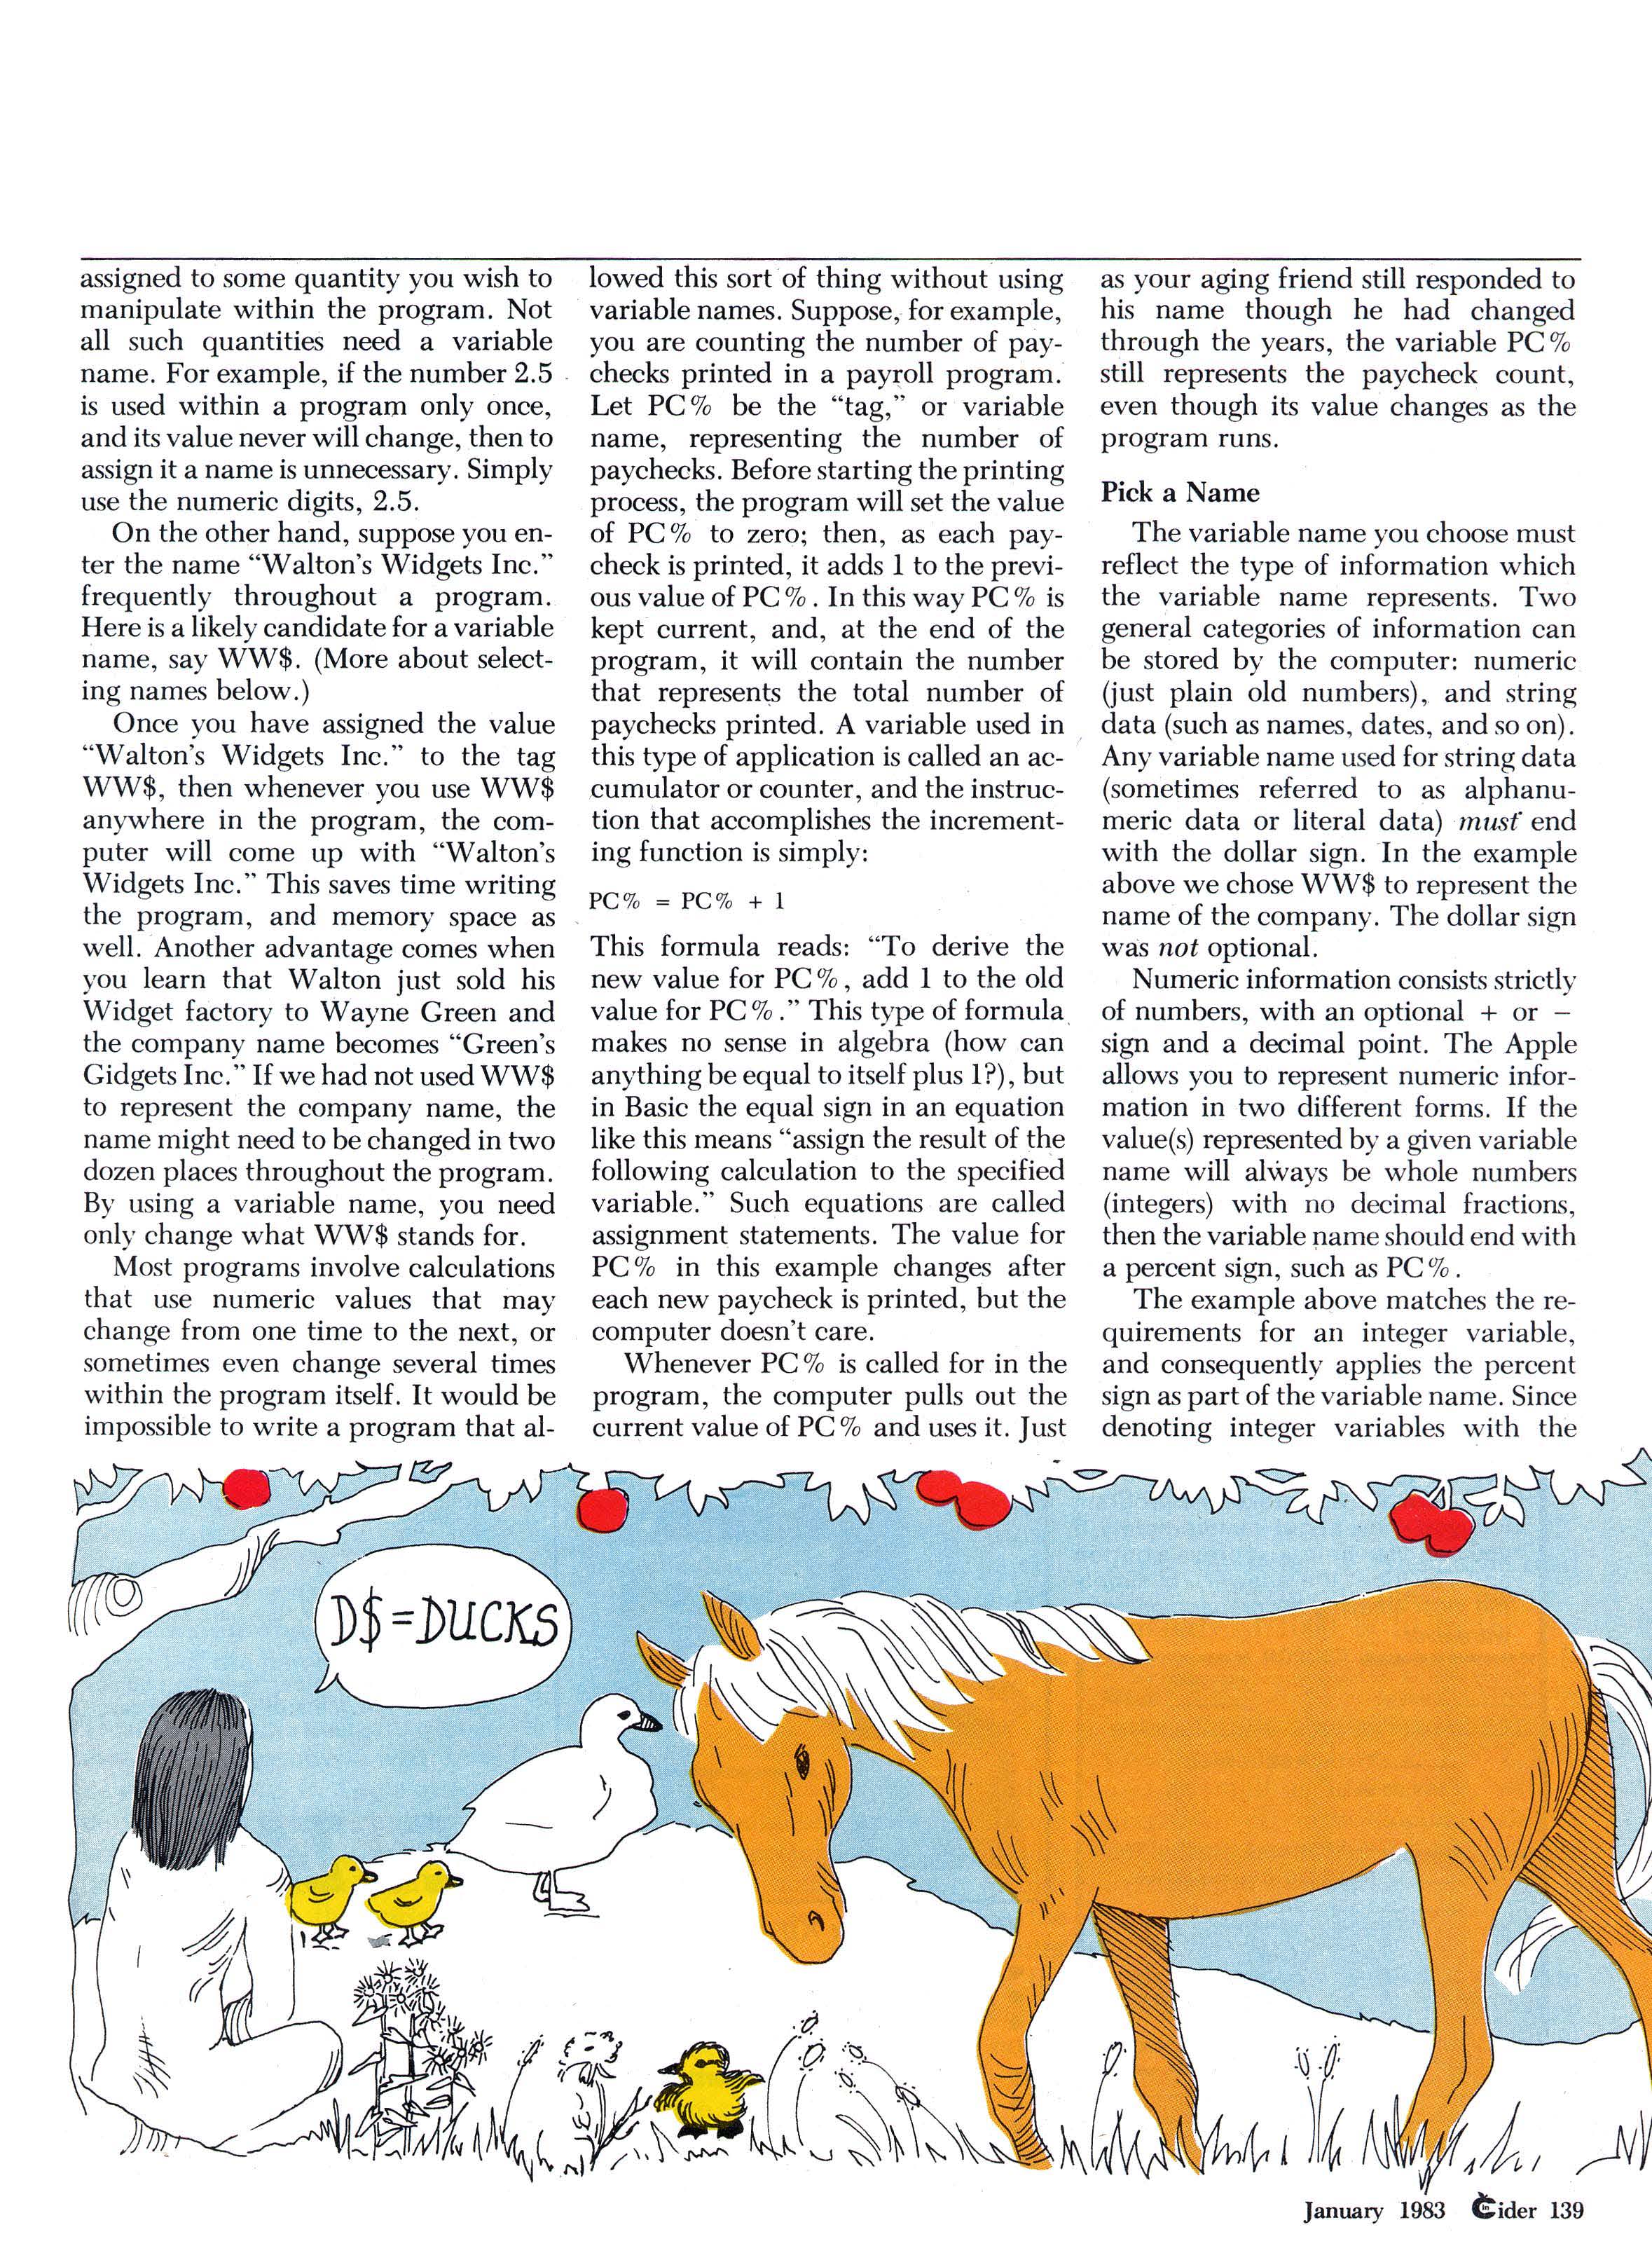 assigned to some quantity you wish to
manipulate within the program. Not
all such quantities need a variable
name. For example, if the number 2.5
is used within a program only once,
and its value never will change, then to
assign it a name is unnecessary. Simply
use the numeric digits, 2.5.
On the other hand, suppose you en-
ter the name “Walton’s Widgets Inc.”
frequently throughout a program.
Here is a likely candidate for a variable
name, say WW$. (More about select-
ing names below.)
Once you have assigned the value
“Walton’s Widgets Inc.” to the tag
WW$, then whenever you use WW$
anywhere in the program, the com-
puter will come up with “Walton’s
Widgets Inc.” This saves time writing
the program, and memory space as
well. Another advantage comes when
you learn that Walton just sold his
Widget factory to Wayne Green and
the company name becomes “Green’s
Gidgets Inc.” If we had not used WW$
to represent the company name, the
name might need to be changed in two
dozen places throughout the program.
By using a variable name, you need
only change what WW$ stands for.
Most programs involve calculations
that use numeric values that may
change from one time to the next, or
sometimes even change several times
within the program itself. It would be
impossible to write a program that al-
lowed this sort of thing without using
variable names. Suppose, for example,
you are counting the number of pay-
checks printed in a payroll program.
Let PC% be the “tag,” or variable
name, representing the number of
paychecks. Before starting the printing
process, the program will set the value
of PC% to zero; then, as each pay-
check is printed, it adds 1 to the previ-
ous value of PC%. In this way PC% is
kept current, and, at the end of the
program, it will contain the number
that represents the total number of
paychecks printed. A variable used in
this type of application is called an ac-
cumulator or counter, and the instruc-
tion that accomplishes the increment-
ing function is simply:
PC% = PC% + 1
This formula reads: “To derive the
new value for PC%, add 1 to the old
value for PC%.” This type of formula
makes no sense in algebra (how can
anything be equal to itself plus 1?), but
in Basic the equal sign in an equation
like this means “assign the result of the
following calculation to the specified
variable.” Such equations are called
assignment statements. The value for
PC% in this example changes after
each new paycheck is printed, but the
computer doesn’t care.
Whenever PC% is called for in the
program, the computer pulls out the
current value of PC% and uses it. Just
as your aging friend still responded to
his name though he had changed
through the years, the variable PC%
still represents the paycheck count,
even though its value changes as the
program runs.
Pick a Name
The variable name you choose must
reflect the type of information which
the variable name represents. Two
general categories of information can
be stored by the computer: numeric
(just plain old numbers), and string
data (such as names, dates, and so on).
Any variable name used for string data
(sometimes referred to as alphanu-
meric data or literal data) must end
with the dollar sign. In the example
above we chose WW$ to represent the
name of the company. The dollar sign
was not optional.
Numeric information consists strictly
of numbers, with an optional + or −
sign and a decimal point. The Apple
allows you to represent numeric infor-
mation in two different forms. If the
value(s) represented by a given variable
name will always be whole numbers
(integers) with no decimal fractions,
then the variable name should end with
a percent sign, such as PC%.
The example above matches the re-
quirements for an integer variable,
and consequently applies the percent
sign as part of the variable name. Since
denoting integer variables with the
D$=DUCKS
January 1983 inCider 139